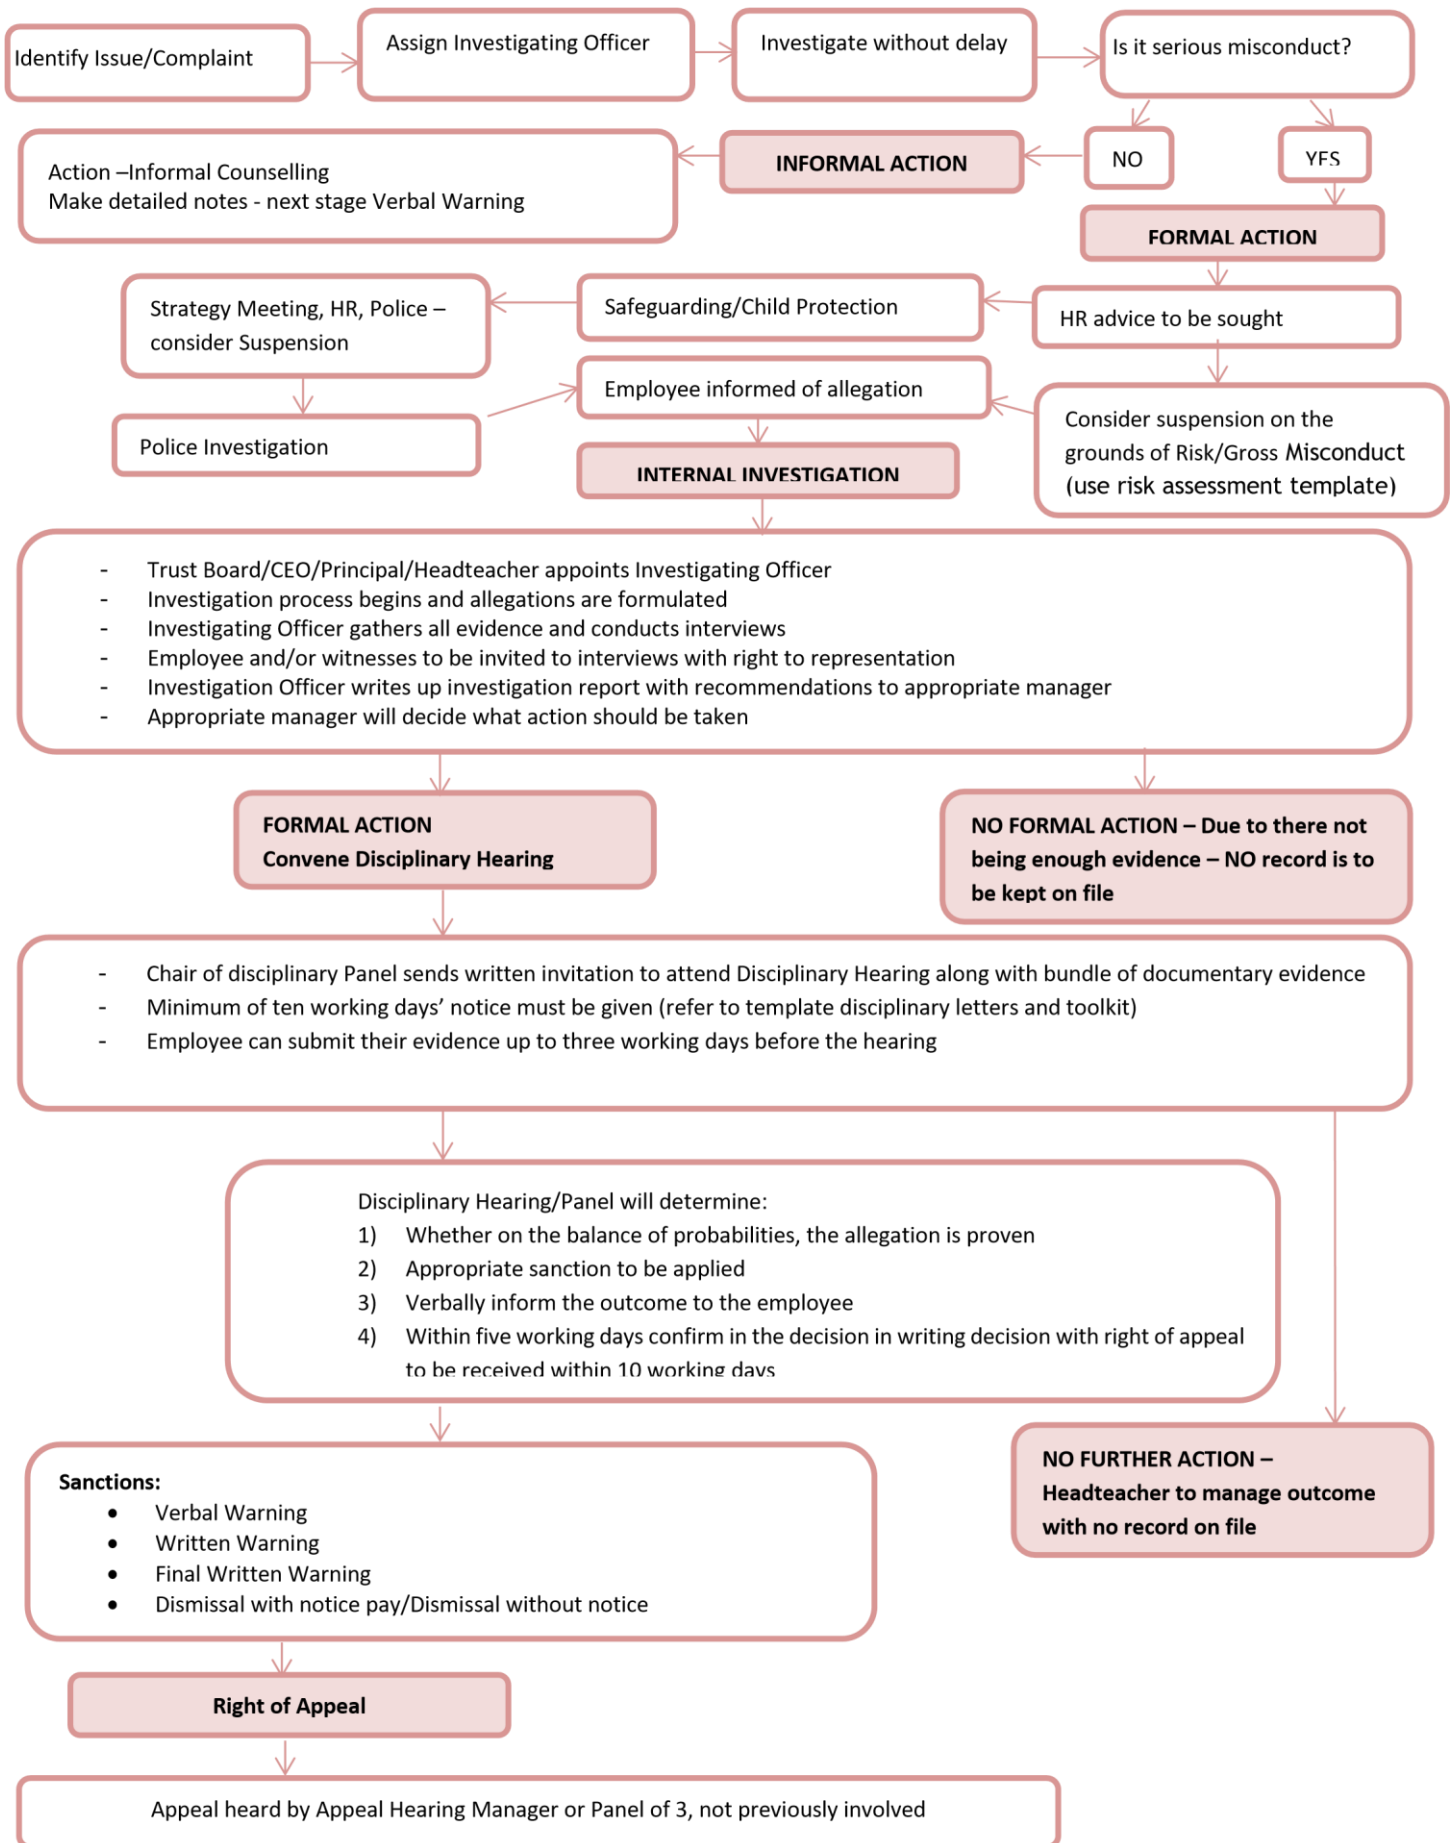 Identify Issue/Complaint
Assign Investigating Officer
Investigate without delay
Is it serious misconduct?
NO
YES
INFORMAL ACTION
Action –Informal Counselling
Make detailed notes - next stage Verbal Warning
FORMAL ACTION
HR advice to be sought
Safeguarding/Child Protection
Strategy Meeting, HR, Police –
consider Suspension
Police Investigation
Employee informed of allegation
Consider suspension on the
grounds of Risk/Gross Misconduct
(use risk assessment template)
INTERNAL INVESTIGATION
- Trust Board/CEO/Principal/Headteacher appoints Investigating Officer
- Investigation process begins and allegations are formulated
- Investigating Officer gathers all evidence and conducts interviews
- Employee and/or witnesses to be invited to interviews with right to representation
- Investigation Officer writes up investigation report with recommendations to appropriate manager
- Appropriate manager will decide what action should be taken
FORMAL ACTION
Convene Disciplinary Hearing
NO FORMAL ACTION – Due to there not
being enough evidence – NO record is to
be kept on file
- Chair of disciplinary Panel sends written invitation to attend Disciplinary Hearing along with bundle of documentary evidence
- Minimum of ten working days’ notice must be given (refer to template disciplinary letters and toolkit)
- Employee can submit their evidence up to three working days before the hearing
Disciplinary Hearing/Panel will determine:
1) Whether on the balance of probabilities, the allegation is proven
2) Appropriate sanction to be applied
3) Verbally inform the outcome to the employee
4) Within five working days confirm in the decision in writing decision with right of appeal
to be received within 10 working days
NO FURTHER ACTION –
Headteacher to manage outcome
with no record on file
Sanctions:
• Verbal Warning
• Written Warning
• Final Written Warning
• Dismissal with notice pay/Dismissal without notice
Right of Appeal
Appeal heard by Appeal Hearing Manager or Panel of 3, not previously involved